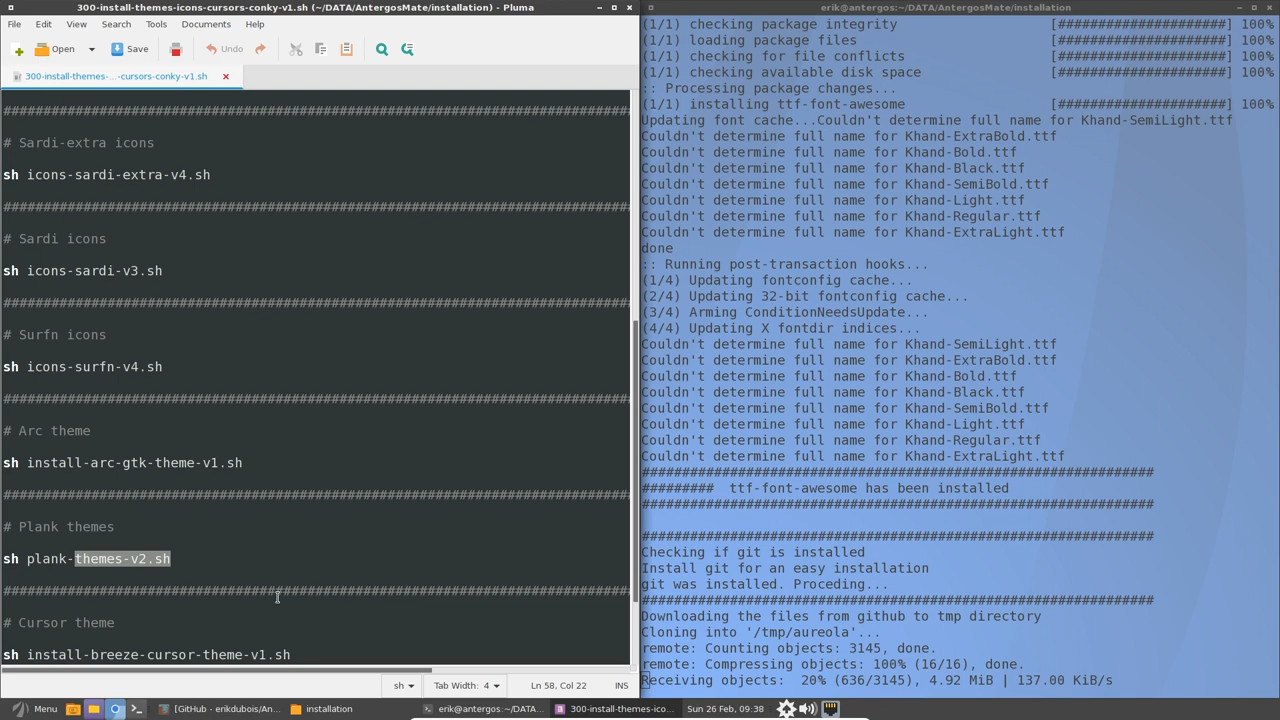 300-install-themes-icons-cursors-conky-v1.sh (~/DATA/AntergosMate/installation) - Pluma
File Edit View Search Tools Documents Help
Open Save Undo
300-install-themes-...-cursors-conky-v1.sh
################################################################################
# Sardi-extra icons
sh icons-sardi-extra-v4.sh
################################################################################
# Sardi icons
sh icons-sardi-v3.sh
################################################################################
# Surfn icons
sh icons-surfn-v4.sh
################################################################################
# Arc theme
sh install-arc-gtk-theme-v1.sh
################################################################################
# Plank themes
sh plank-themes-v2.sh
################################################################################
# Cursor theme
sh install-breeze-cursor-theme-v1.sh
sh Tab Width: 4 Ln 58, Col 22 INS
erik@antergos:~/DATA/AntergosMate/installation
(1/1) checking package integrity [######################] 100%
(1/1) loading package files [######################] 100%
(1/1) checking for file conflicts [######################] 100%
(1/1) checking available disk space [######################] 100%
:: Processing package changes...
(1/1) installing ttf-font-awesome [######################] 100%
Updating font cache...Couldn't determine full name for Khand-SemiLight.ttf
Couldn't determine full name for Khand-ExtraBold.ttf
Couldn't determine full name for Khand-Bold.ttf
Couldn't determine full name for Khand-Black.ttf
Couldn't determine full name for Khand-SemiBold.ttf
Couldn't determine full name for Khand-Light.ttf
Couldn't determine full name for Khand-Regular.ttf
Couldn't determine full name for Khand-ExtraLight.ttf
done
:: Running post-transaction hooks...
(1/4) Updating fontconfig cache...
(2/4) Updating 32-bit fontconfig cache...
(3/4) Arming ConditionNeedsUpdate...
(4/4) Updating X fontdir indices...
Couldn't determine full name for Khand-SemiLight.ttf
Couldn't determine full name for Khand-ExtraBold.ttf
Couldn't determine full name for Khand-Bold.ttf
Couldn't determine full name for Khand-Black.ttf
Couldn't determine full name for Khand-SemiBold.ttf
Couldn't determine full name for Khand-Light.ttf
Couldn't determine full name for Khand-Regular.ttf
Couldn't determine full name for Khand-ExtraLight.ttf
################################################################
######### ttf-font-awesome has been installed
################################################################
################################################################
Checking if git is installed
Install git for an easy installation
git was installed. Proceding...
################################################################
Downloading the files from github to tmp directory
Cloning into '/tmp/aureola'...
remote: Counting objects: 3145, done.
remote: Compressing objects: 100% (16/16), done.
Receiving objects: 20% (636/3145), 4.92 MiB | 137.00 KiB/s
Menu [GitHub - erikdubois/An... installation erik@antergos:~/DATA... 300-install-themes-ico... Sun 26 Feb, 09:38